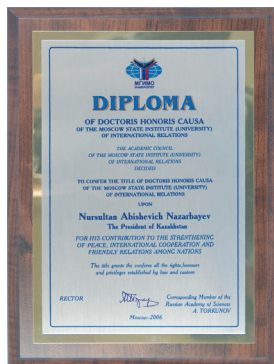 МГИМО
УНИВЕРСИТЕТ
DIPLOMA
OF DOCTORIS HONORIS CAUSA
OF THE MOSCOW STATE INSTITUTE (UNIVERSITY)
OF INTERNATIONAL RELATIONS
THE ACADEMIC COUNCIL
OF THE MOSCOW STATE INSTITUTE (UNIVERSITY)
OF INTERNATIONAL RELATIONS
DECIDED
TO CONFER THE TITLE OF DOCTORIS HONORIS CAUSA
OF THE MOSCOW STATE INSTITUTE (UNIVERSITY)
OF INTERNATIONAL RELATIONS
UPON
Nursultan Abishevich Nazarbayev
The President of Kazakhstan
FOR HIS CONTRIBUTION TO THE STRENTHENING
OF PEACE, INTERNATIONAL COOPERATION AND
FRIENDLY RELATIONS AMONG NATIONS
The title grants the conferee all the rights, honours
and privileges established by law and custom
RECTOR
Corresponding Member of the
Russian Academy of Sciences
A. TORKUNOV
Moscow-2004